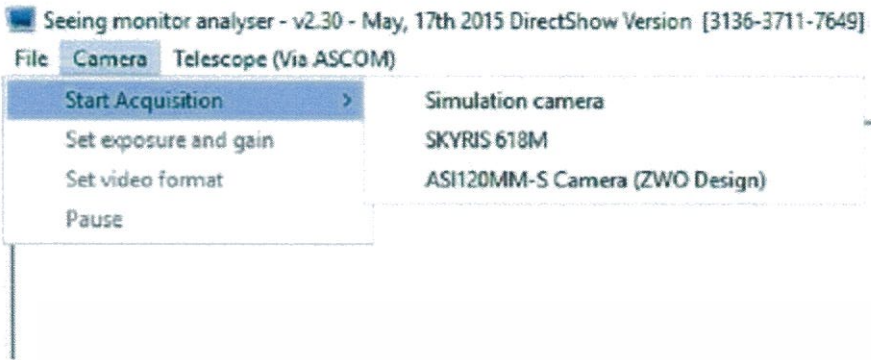 Seeing monitor analyser - v2.30 - May, 17th 2015 DirectShow Version [3136-3711-7649]
File Camera Telescope (Via ASCOM)
Start Acquisition >
Simulation camera
Set exposure and gain
SKYRIS 618M
Set video format
ASI120MM-S Camera (ZWO Design)
Pause